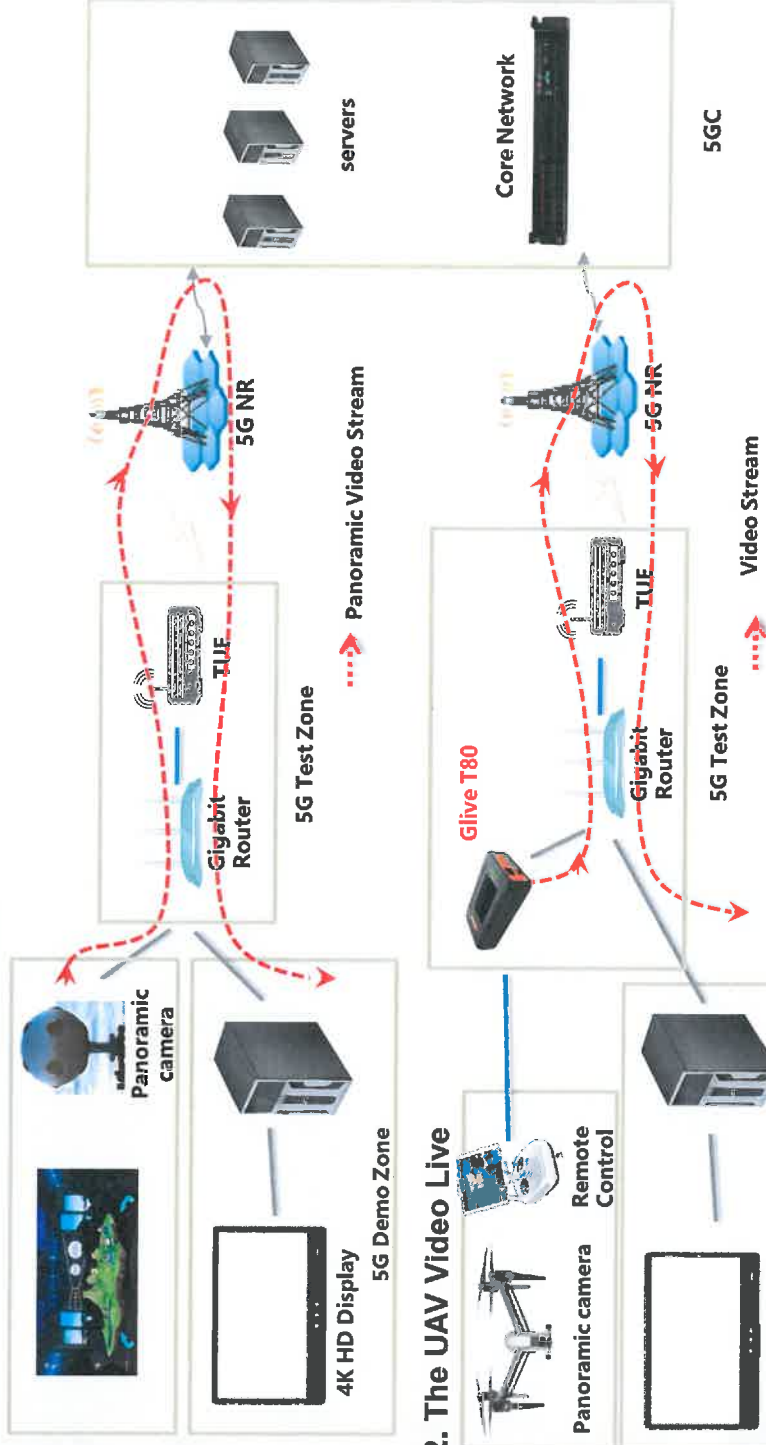 Panoramic
camera
4K HD Display
5G Demo Zone
Gigabit
Router
TUE
5G Test Zone
5G NR
Panoramic Video Stream
servers
Core Network
5GC
2. The UAV Video Live
Panoramic camera
Remote
Control
Glive T80
Gigabit
Router
TUE
5G Test Zone
5G NR
Video Stream